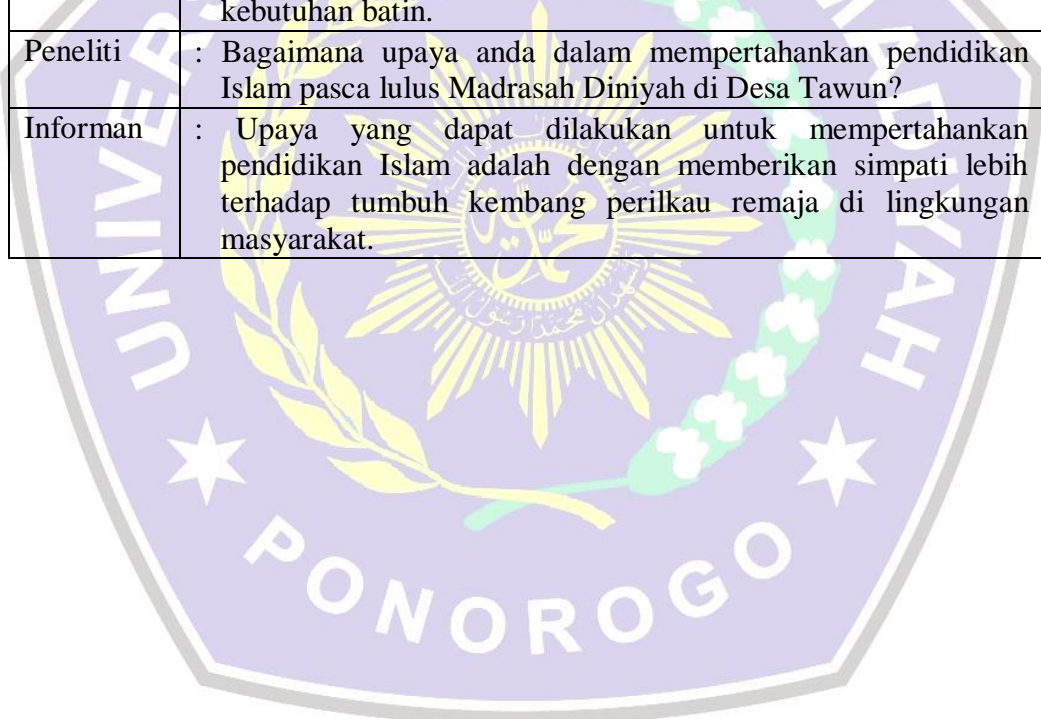 kebutuhan batin.
Peneliti : Bagaimana upaya anda dalam mempertahankan pendidikan
Islam pasca lulus Madrasah Diniyah di Desa Tawun?
Informan : Upaya yang dapat dilakukan untuk mempertahankan
pendidikan Islam adalah dengan memberikan simpati lebih
terhadap tumbuh kembang perilkau remaja di lingkungan
masyarakat.
PONOROGO